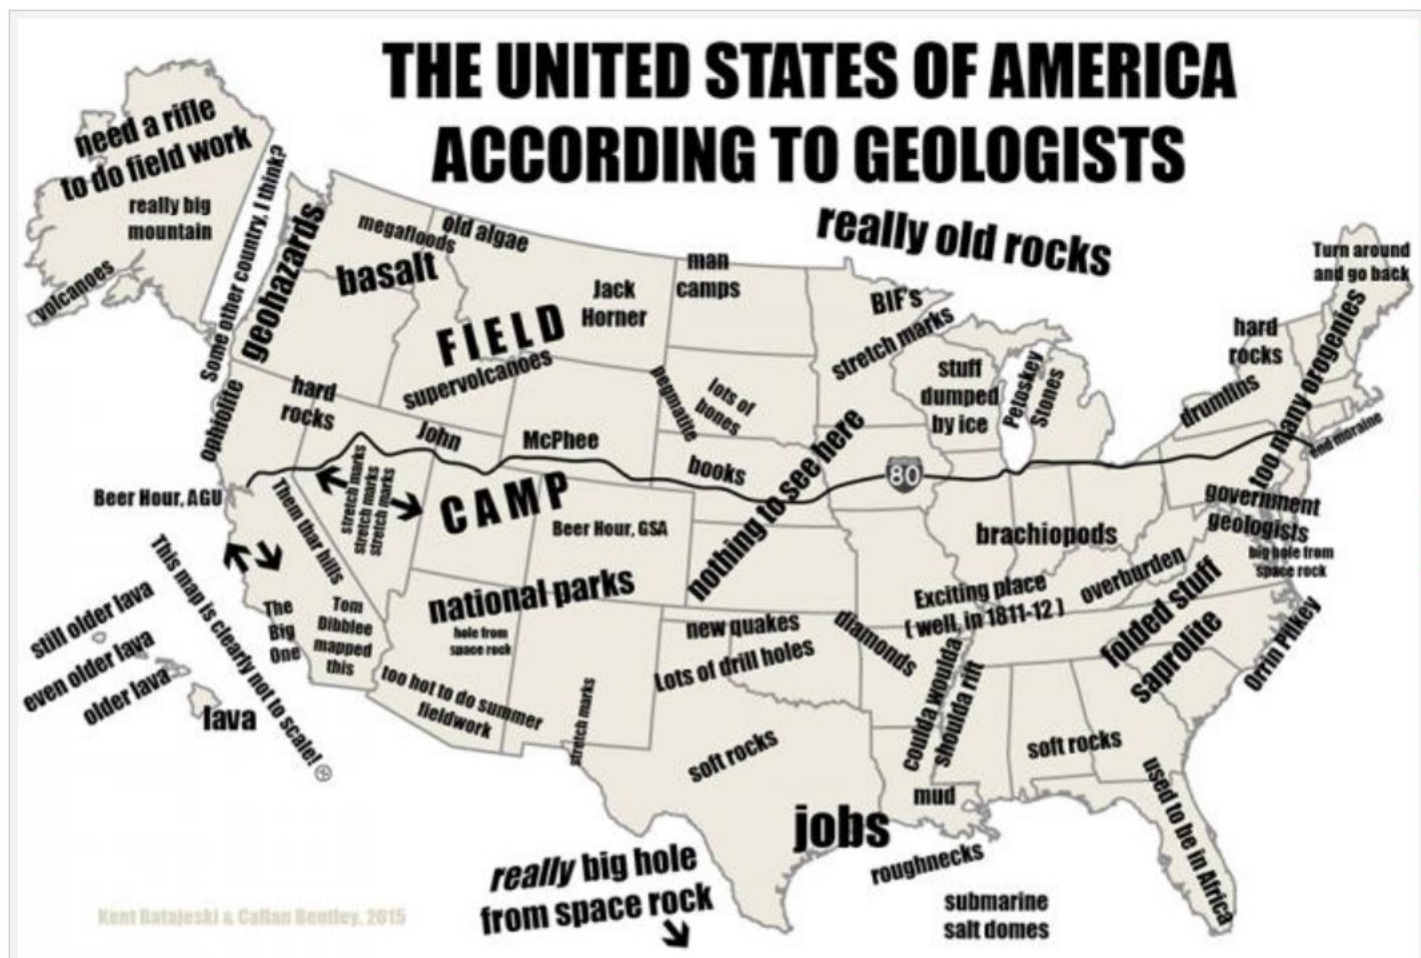 THE UNITED STATES OF AMERICA
ACCORDING TO GEOLOGISTS
need a rifle
to do field work
really big
mountain
volcanoes
Some other country, I think?
geohazards
megafloods
old algae
basalt
FIELD
Jack
Horner
supervolcanoes
man
camps
really old rocks
BIF's
stretch marks
stuff
dumped
by ice
Petoskey
Stones
Turn around
and go back
hard
rocks
drumlins
too many orogenies
end moraine
ophiolite
hard
rocks
John
McPhee
books
pegmatite
lots of
bones
nothing to see here
80
Beer Hour, AGU
stretch marks
stretch marks
stretch marks
Them thar hills
CAMP
Beer Hour, GSA
brachiopods
government
geologists
big hole from
space rock
This map is clearly not to scale! ☹
The
Big
One
Tom
Dibblee
mapped
this
national parks
hole from
space rock
new quakes
Lots of drill holes
diamonds
Exciting place
( well, in 1811-12 )
overburden
folded stuff
saprolite
Orrin Pilkey
still older lava
even older lava
older lava
lava
too hot to do summer
fieldwork
stretch marks
soft rocks
coulda woulda
shoulda rift
soft rocks
mud
jobs
roughnecks
used to be in Africa
really big hole
from space rock
submarine
salt domes
Kent Ratajeski & Callan Bentley, 2015